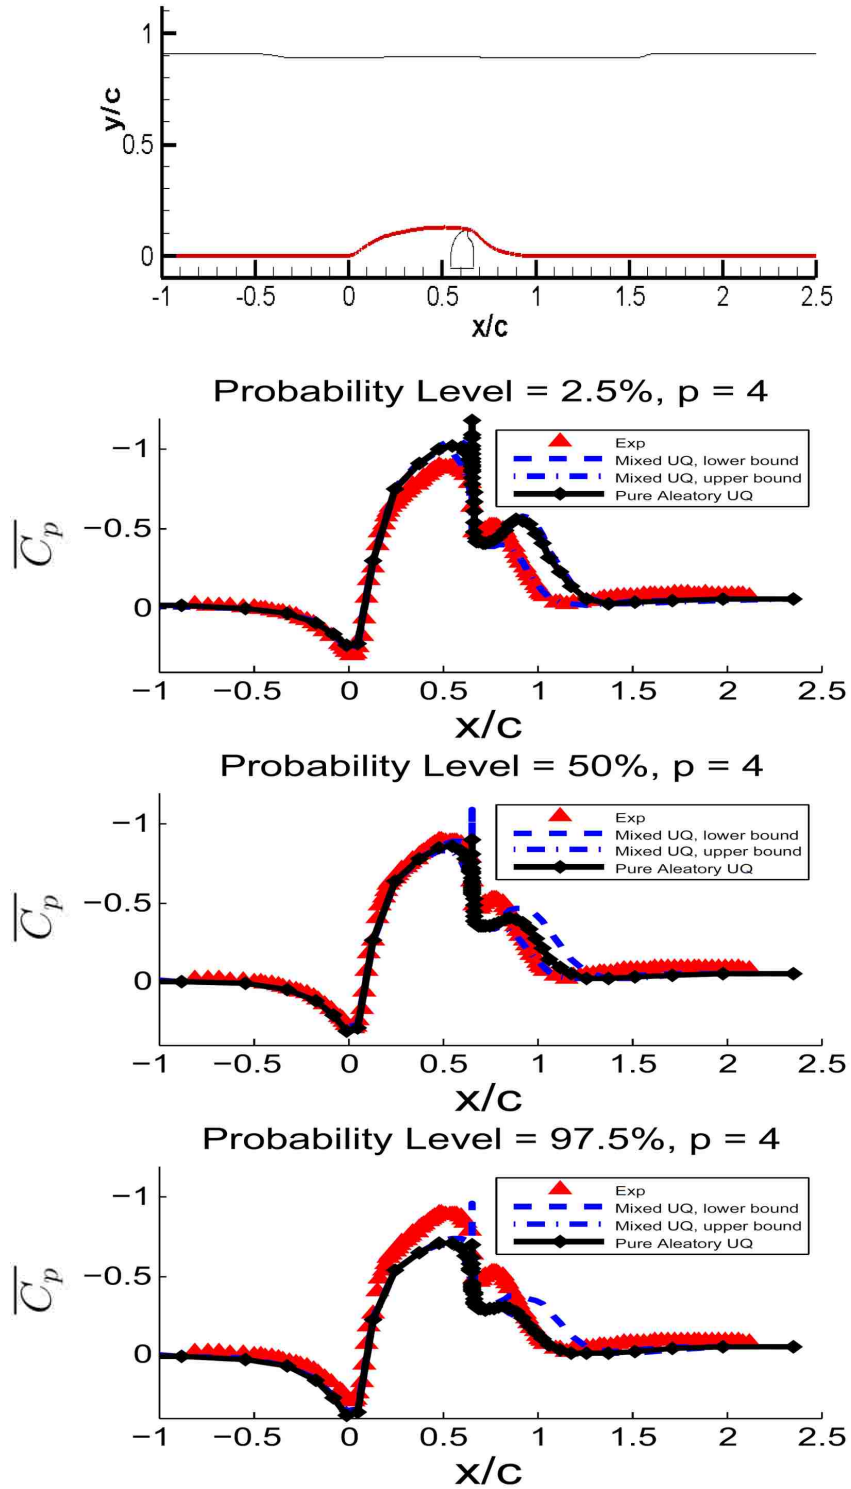 1
0.5
0
y/c
-1 -0.5 0 0.5 1 1.5 2 2.5
x/c
Probability Level = 2.5%, p = 4
−1
−0.5
0
Cp
Exp
Mixed UQ, lower bound
Mixed UQ, upper bound
Pure Aleatory UQ
−1 −0.5 0 0.5 1 1.5 2 2.5
x/c
Probability Level = 50%, p = 4
−1
−0.5
0
Cp
Exp
Mixed UQ, lower bound
Mixed UQ, upper bound
Pure Aleatory UQ
−1 −0.5 0 0.5 1 1.5 2 2.5
x/c
Probability Level = 97.5%, p = 4
−1
−0.5
0
Cp
Exp
Mixed UQ, lower bound
Mixed UQ, upper bound
Pure Aleatory UQ
−1 −0.5 0 0.5 1 1.5 2 2.5
x/c